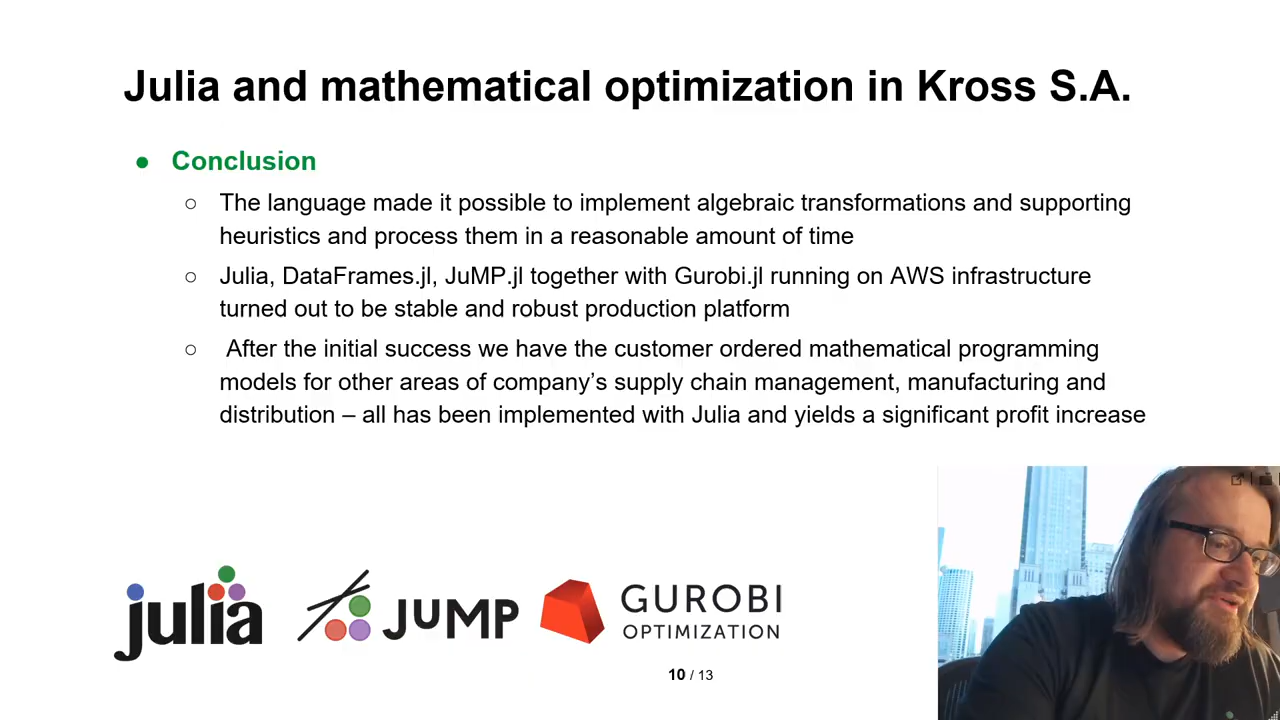 Julia and mathematical optimization in Kross S.A.
● Conclusion
○ The language made it possible to implement algebraic transformations and supporting
heuristics and process them in a reasonable amount of time
○ Julia, DataFrames.jl, JuMP.jl together with Gurobi.jl running on AWS infrastructure
turned out to be stable and robust production platform
○ After the initial success we have the customer ordered mathematical programming
models for other areas of company’s supply chain management, manufacturing and
distribution – all has been implemented with Julia and yields a significant profit increase
julia
JuMP
GUROBI
OPTIMIZATION
10 / 13